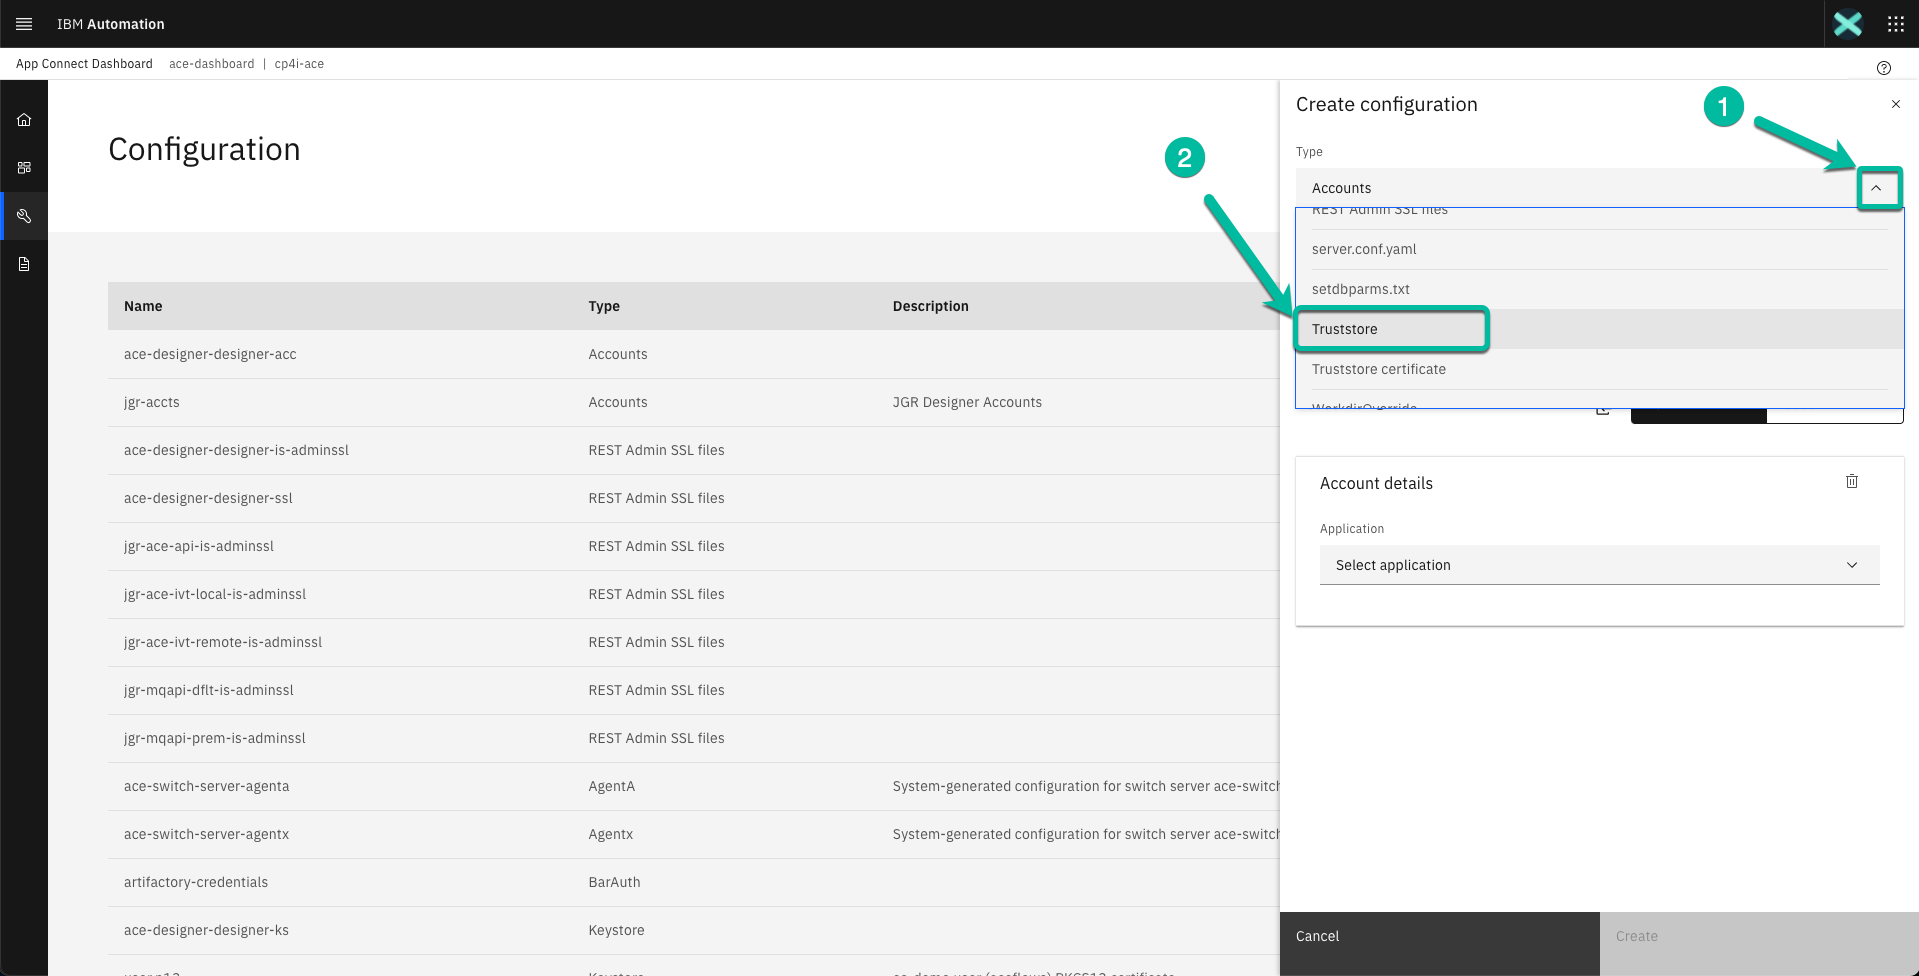 IBM Automation
App Connect Dashboard ace-dashboard | cp4i-ace
Configuration
Name Type Description
ace-designer-designer-acc Accounts
jgr-accts Accounts JGR Designer Accounts
ace-designer-designer-is-adminssl REST Admin SSL files
ace-designer-designer-ssl REST Admin SSL files
jgr-ace-api-is-adminssl REST Admin SSL files
jgr-ace-ivt-local-is-adminssl REST Admin SSL files
jgr-ace-ivt-remote-is-adminssl REST Admin SSL files
jgr-mqapi-dflt-is-adminssl REST Admin SSL files
jgr-mqapi-prem-is-adminssl REST Admin SSL files
ace-switch-server-agenta AgentA System-generated configuration for switch server ace-switch
ace-switch-server-agentx Agentx System-generated configuration for switch server ace-switch
artifactory-credentials BarAuth
ace-designer-designer-ks Keystore
Create configuration
1
Type
2
Accounts
REST Admin SSL files
server.conf.yaml
setdbparms.txt
Truststore
Truststore certificate
WorkdirOverride
Account details
Application
Select application
Cancel
Create